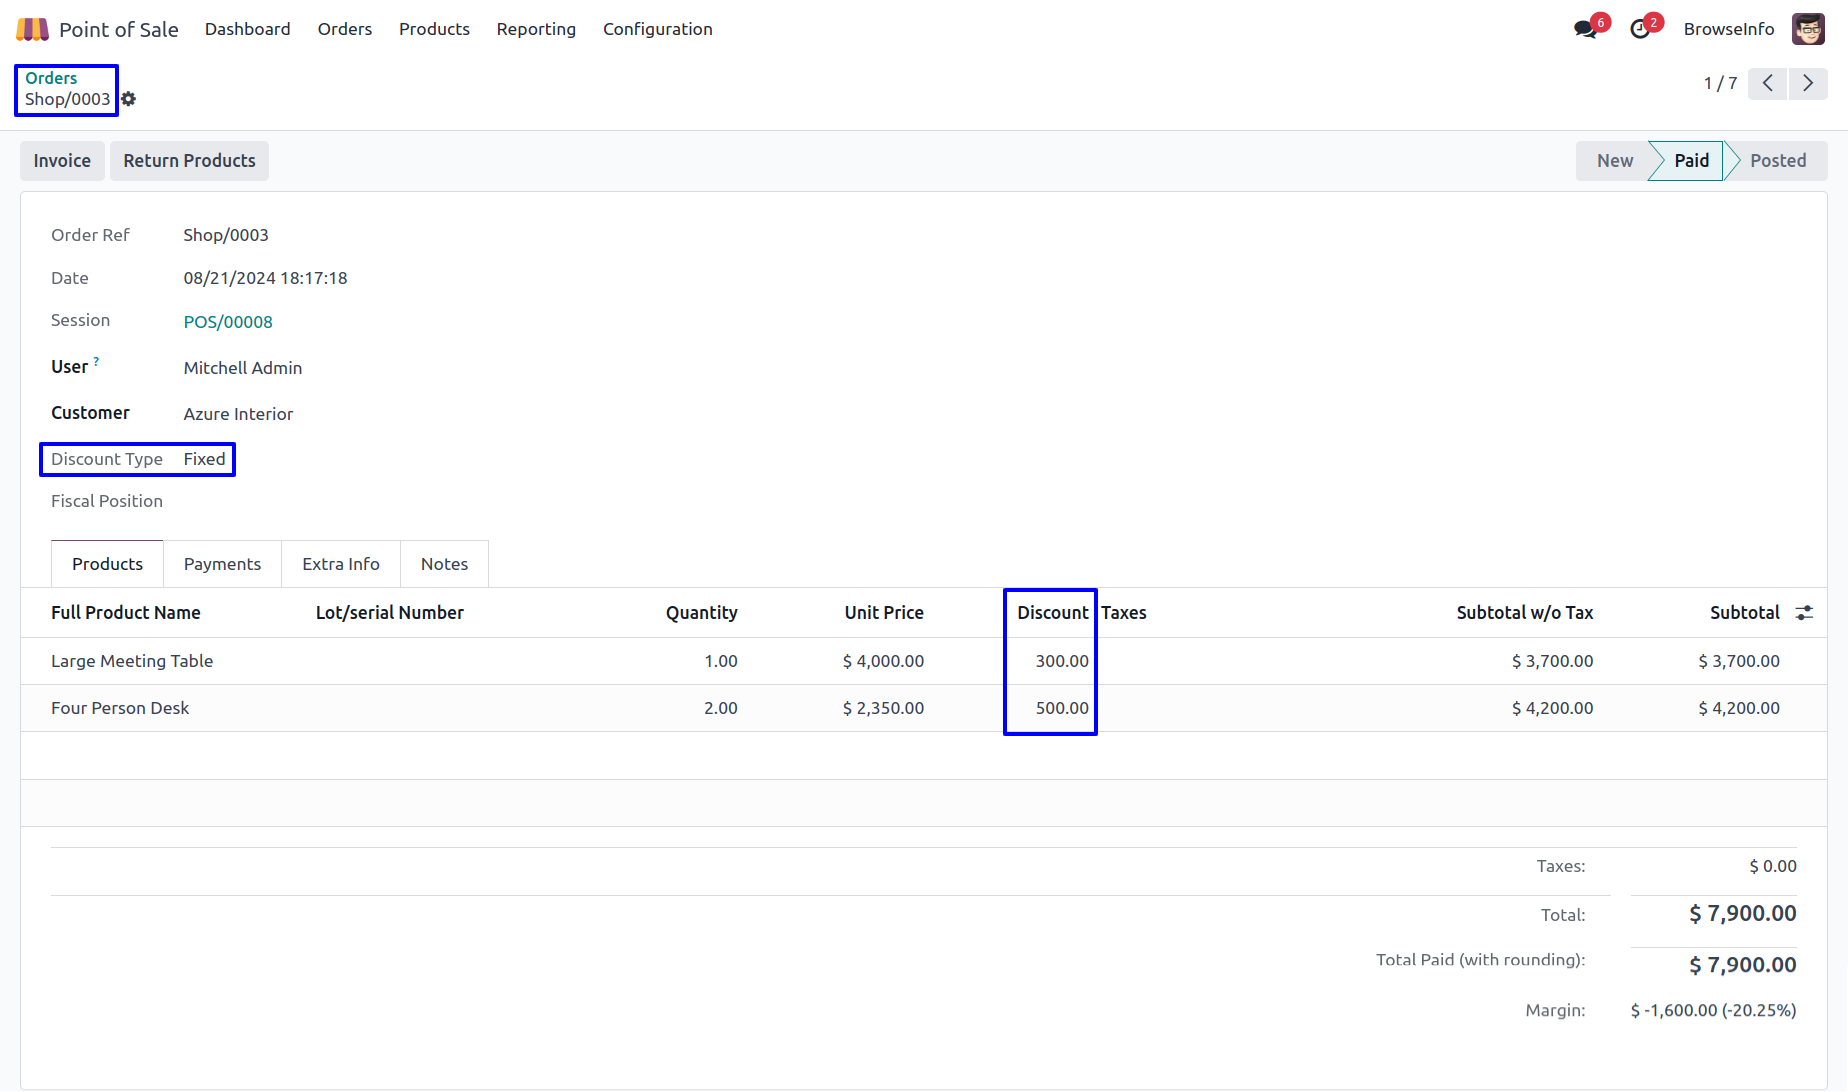 Point of Sale Dashboard Orders Products Reporting Configuration 6 2 BrowseInfo
Orders
Shop/0003 1 / 7
Invoice Return Products New Paid Posted
Order Ref Shop/0003
Date 08/21/2024 18:17:18
Session POS/00008
User ? Mitchell Admin
Customer Azure Interior
Discount Type Fixed
Fiscal Position
Products Payments Extra Info Notes
Full Product Name Lot/serial Number Quantity Unit Price Discount Taxes Subtotal w/o Tax Subtotal
Large Meeting Table 1.00 $ 4,000.00 300.00 $ 3,700.00 $ 3,700.00
Four Person Desk 2.00 $ 2,350.00 500.00 $ 4,200.00 $ 4,200.00
Taxes: $ 0.00
Total: $ 7,900.00
Total Paid (with rounding): $ 7,900.00
Margin: $ -1,600.00 (-20.25%)